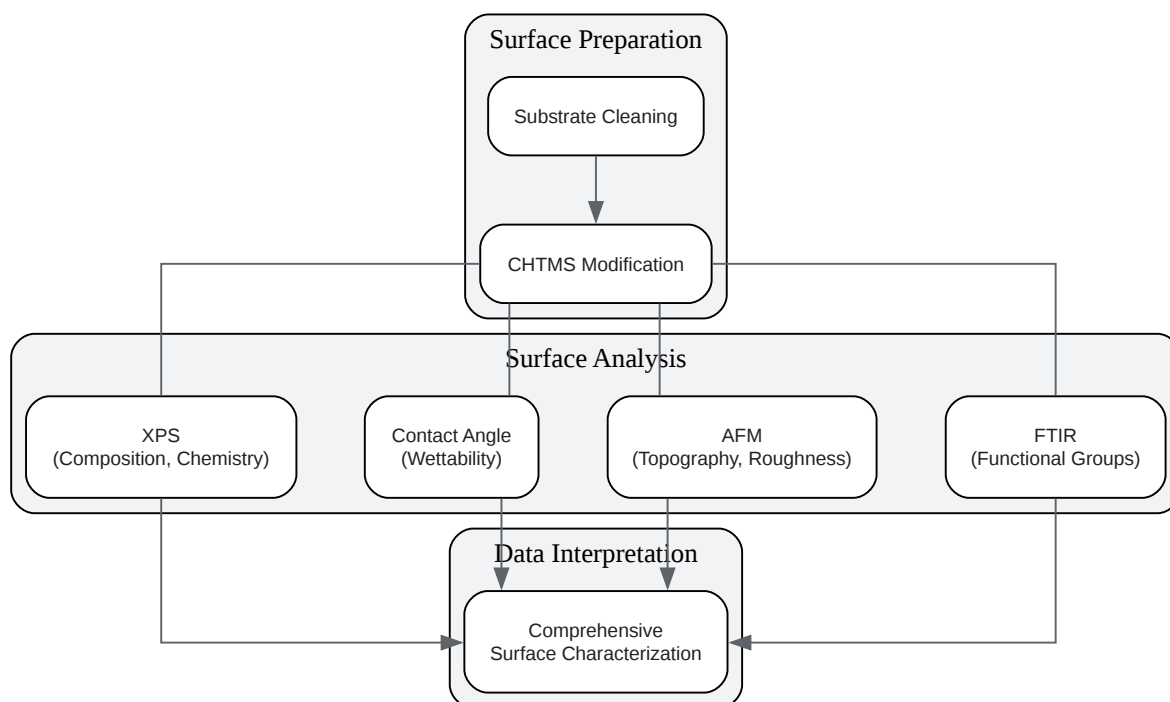 Surface Preparation
Substrate Cleaning
CHTMS Modification
Surface Analysis
XPS
(Composition, Chemistry)
Contact Angle
(Wettability)
AFM
(Topography, Roughness)
FTIR
(Functional Groups)
Data Interpretation
Comprehensive
Surface Characterization